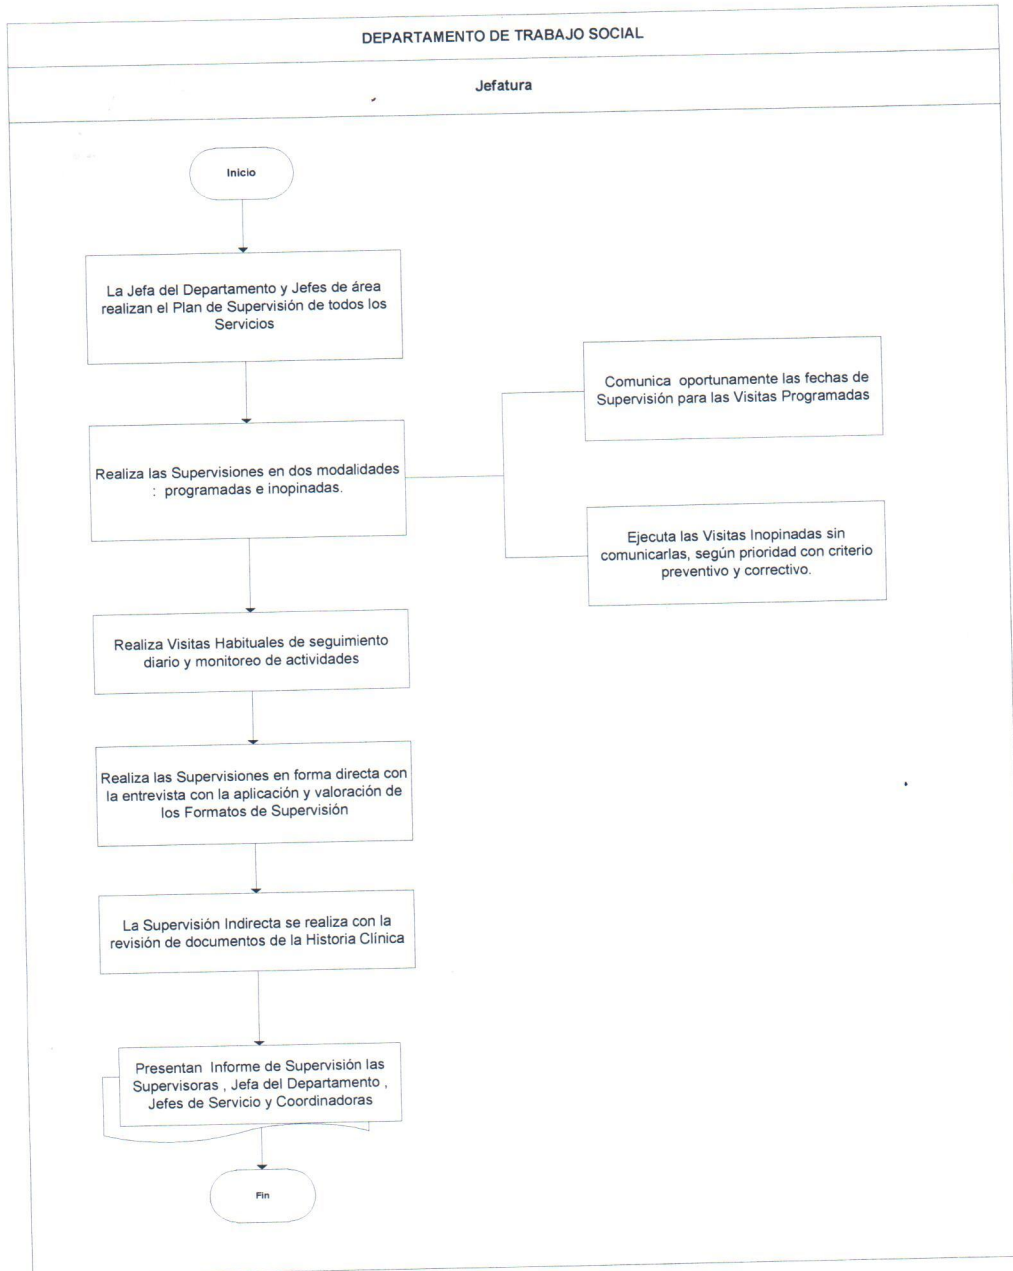 DEPARTAMENTO DE TRABAJO SOCIAL
Jefatura
Inicio
La Jefa del Departamento y Jefes de área
realizan el Plan de Supervisión de todos los
Servicios
Comunica oportunamente las fechas de
Supervisión para las Visitas Programadas
Realiza las Supervisiones en dos modalidades
: programadas e inopinadas.
Ejecuta las Visitas Inopinadas sin
comunicarlas, según prioridad con criterio
preventivo y correctivo.
Realiza Visitas Habituales de seguimiento
diario y monitoreo de actividades
Realiza las Supervisiones en forma directa con
la entrevista con la aplicación y valoración de
los Formatos de Supervisión
La Supervisión Indirecta se realiza con la
revisión de documentos de la Historia Clínica
Presentan Informe de Supervisión las
Supervisoras , Jefa del Departamento ,
Jefes de Servicio y Coordinadoras
Fin